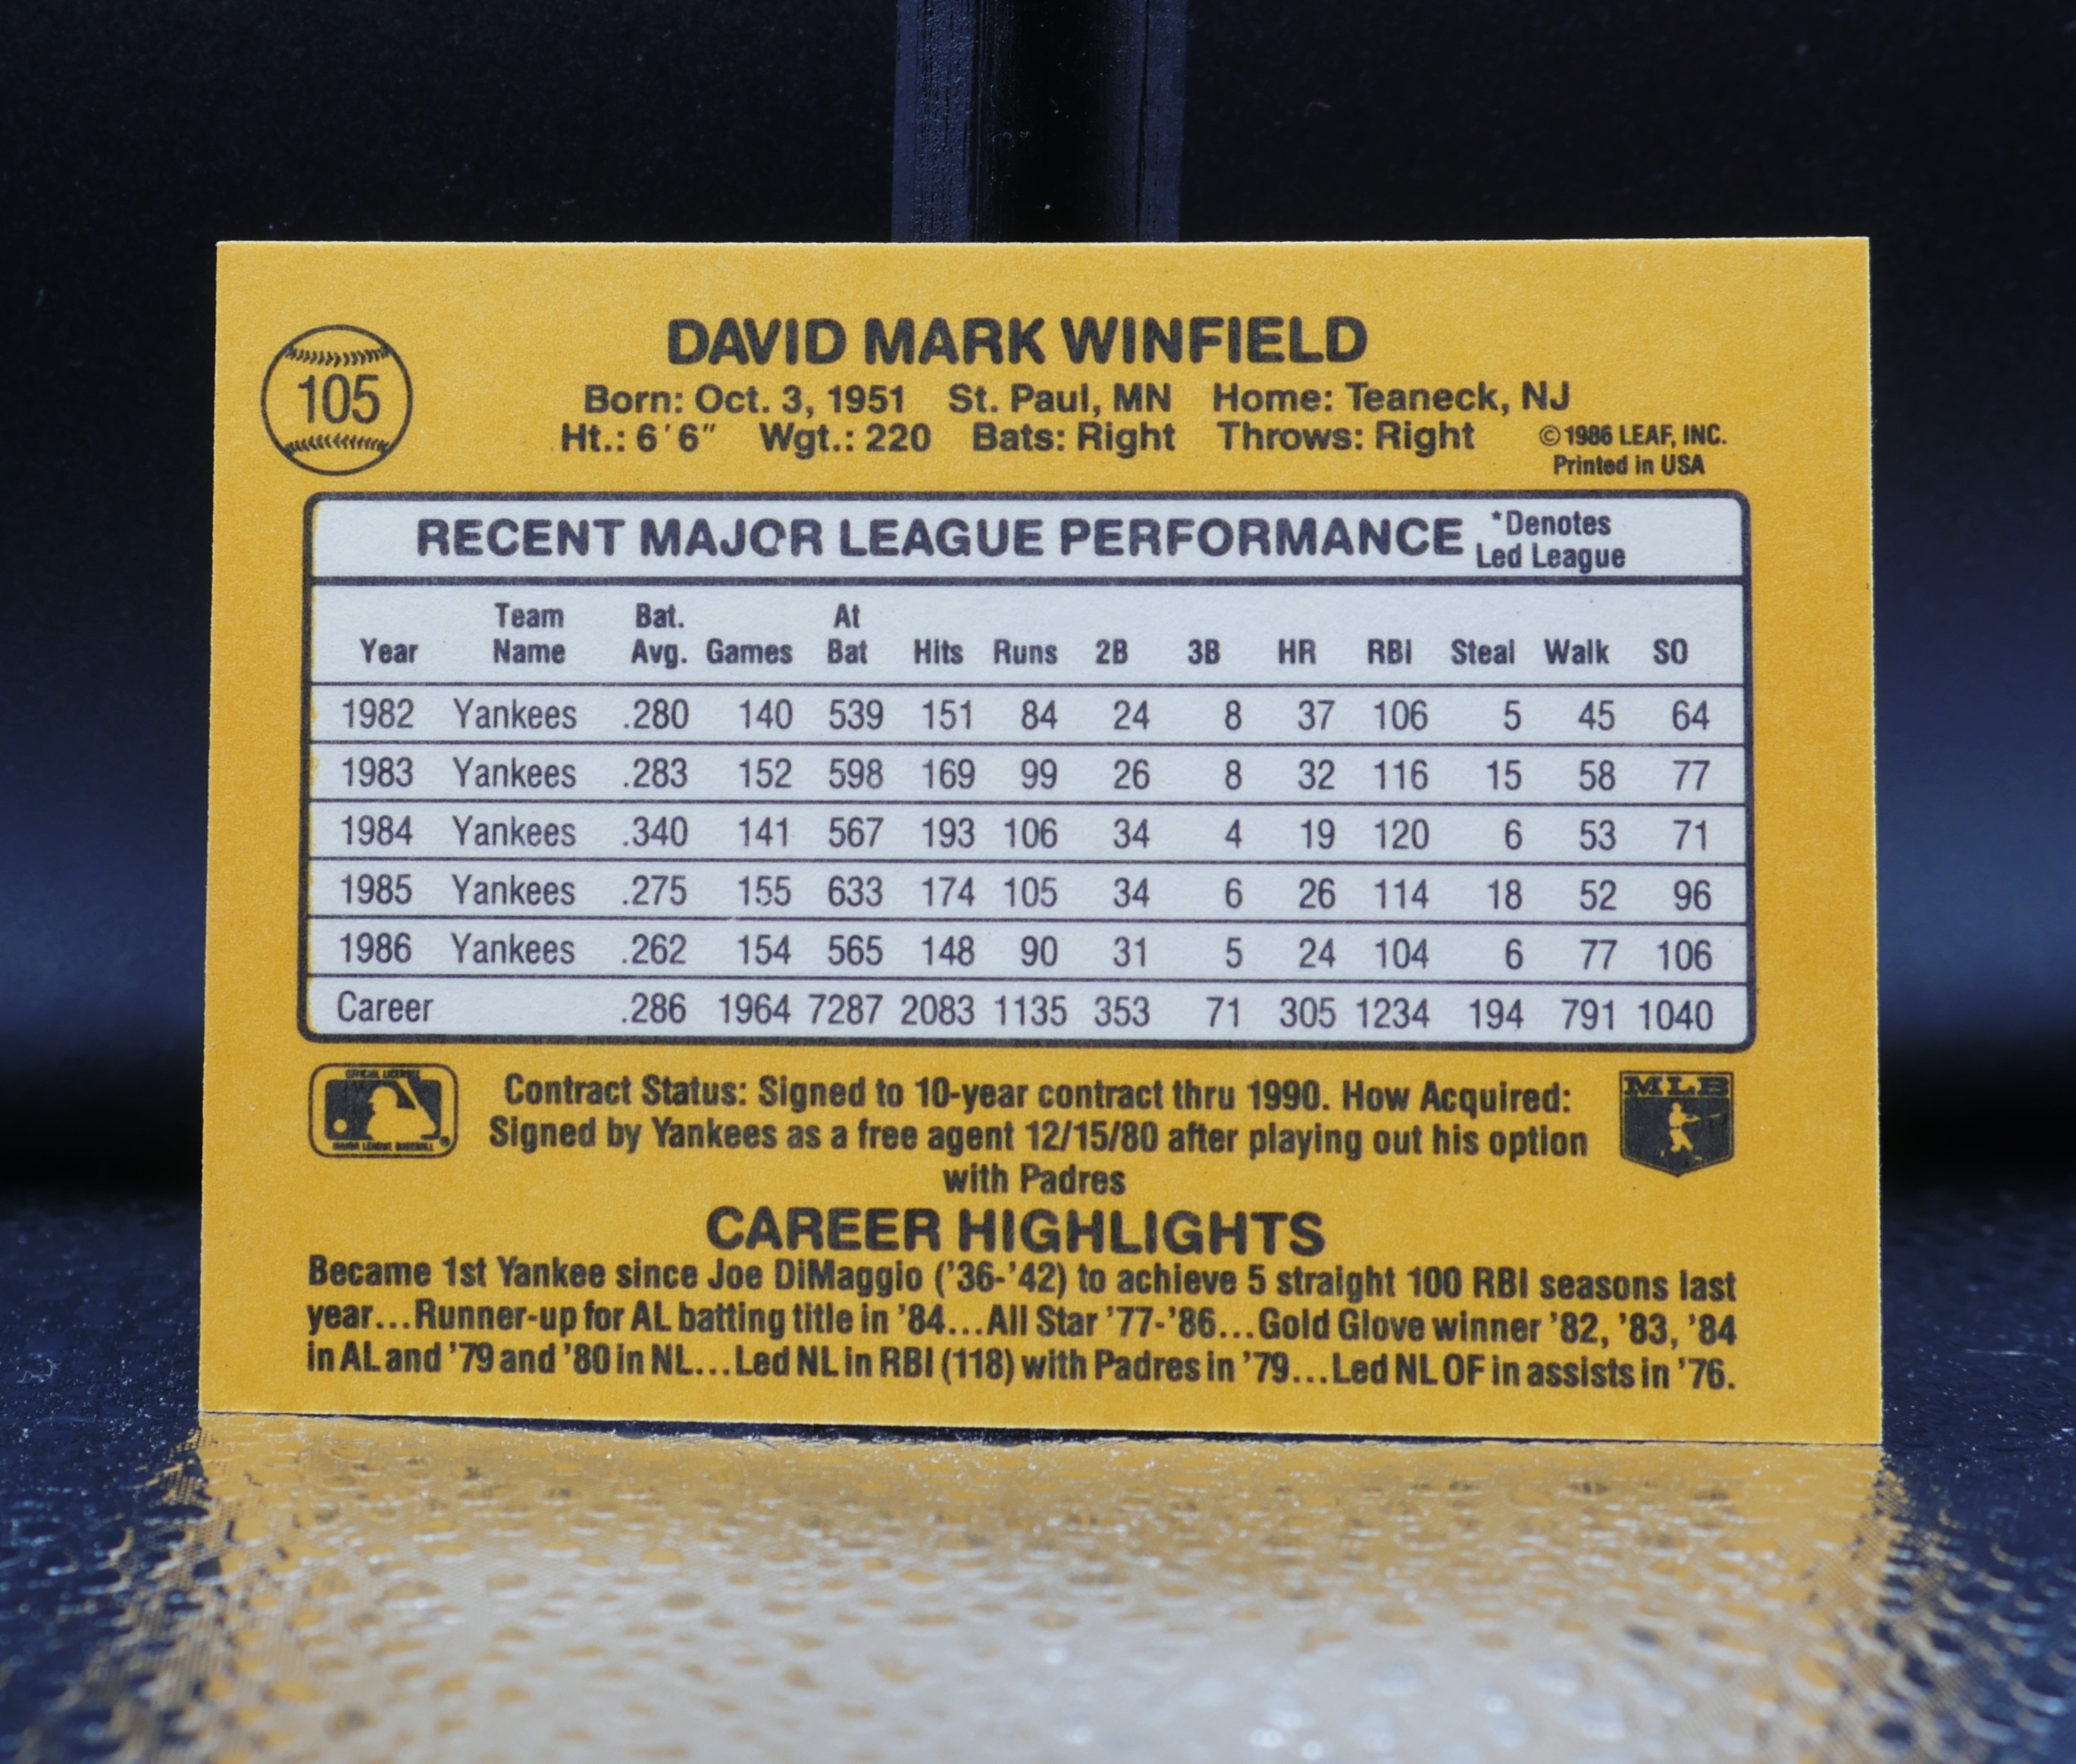 105
DAVID MARK WINFIELD
Born: Oct. 3, 1951 St. Paul, MN Home: Teaneck, NJ
Ht.: 6'6" Wgt.: 220 Bats: Right Throws: Right
©1986 LEAF, INC.
Printed in USA
RECENT MAJOR LEAGUE PERFORMANCE
*Denotes
Led League
Year Team Name Bat. Avg. Games At Bat Hits Runs 2B 3B HR RBI Steal Walk SO
1982 Yankees .280 140 539 151 84 24 8 37 106 5 45 64
1983 Yankees .283 152 598 169 99 26 8 32 116 15 58 77
1984 Yankees .340 141 567 193 106 34 4 19 120 6 53 71
1985 Yankees .275 155 633 174 105 34 6 26 114 18 52 96
1986 Yankees .262 154 565 148 90 31 5 24 104 6 77 106
Career .286 1964 7287 2083 1135 353 71 305 1234 194 791 1040
OFFICIAL LICENSEE
MAJOR LEAGUE BASEBALL
®
Contract Status: Signed to 10-year contract thru 1990. How Acquired:
Signed by Yankees as a free agent 12/15/80 after playing out his option
with Padres
MLB
CAREER HIGHLIGHTS
Became 1st Yankee since Joe DiMaggio ('36-'42) to achieve 5 straight 100 RBI seasons last
year...Runner-up for AL batting title in '84...All Star '77-'86...Gold Glove winner '82, '83, '84
in AL and '79 and '80 in NL...Led NL in RBI (118) with Padres in '79...Led NL OF in assists in '76.